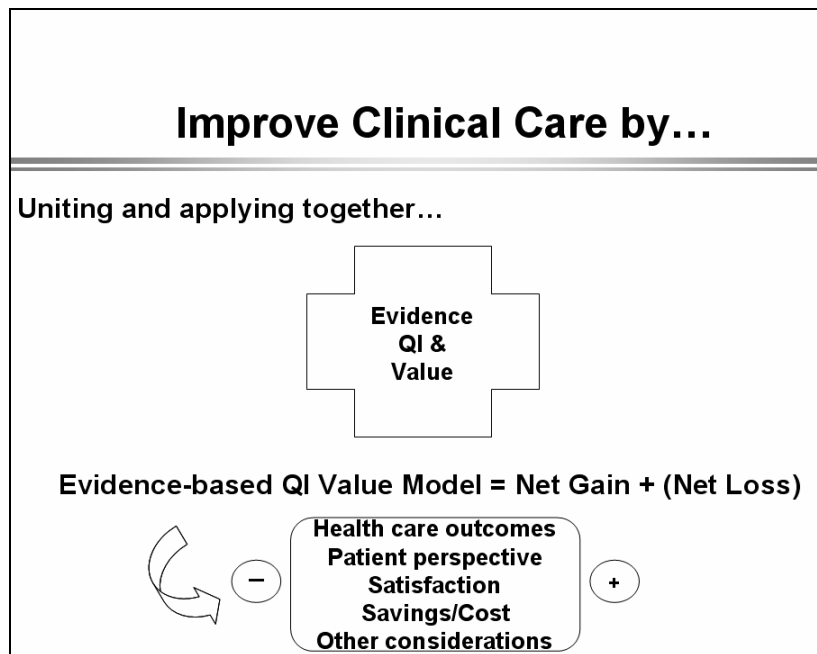 Improve Clinical Care by…
Uniting and applying together…
Evidence
QI &
Value
Evidence-based QI Value Model = Net Gain + (Net Loss)
Health care outcomes
Patient perspective
– Satisfaction +
Savings/Cost
Other considerations